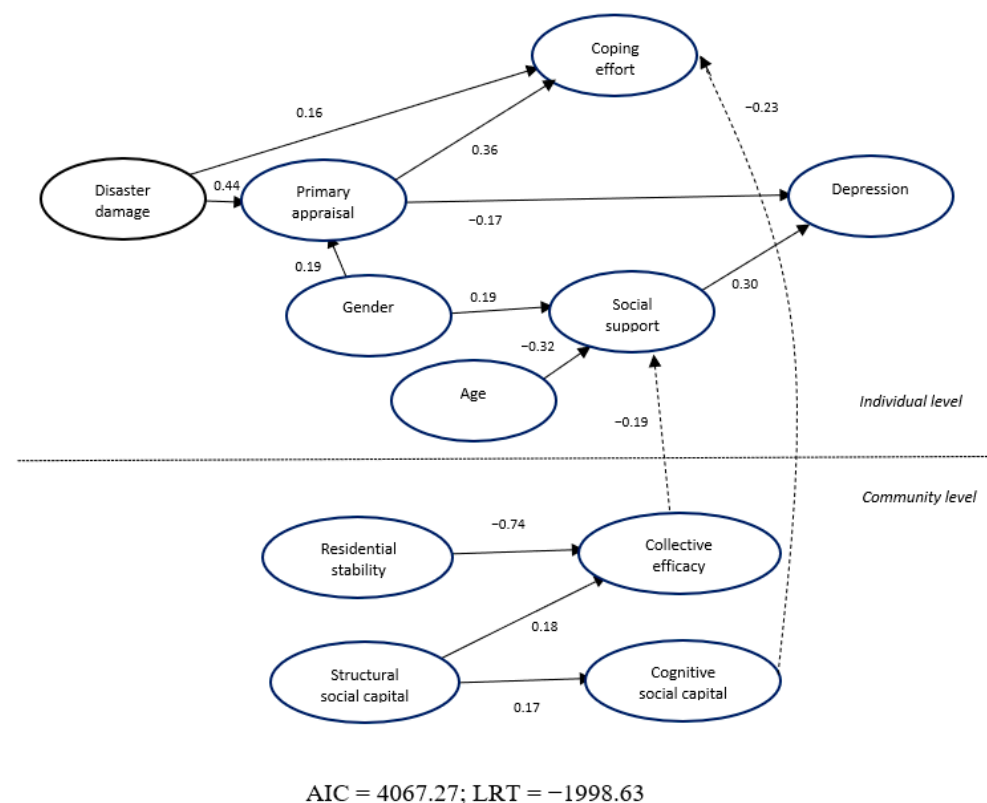 Coping
effort
−0.23
0.16
0.36
Disaster
damage
0.44
Primary
appraisal
Depression
−0.17
0.19
Gender
0.19
Social
support
0.30
−0.32
Age
−0.19
Individual level
Community level
−0.74
Residential
stability
Collective
efficacy
0.18
Structural
social capital
Cognitive
social capital
0.17
AIC = 4067.27; LRT = −1998.63